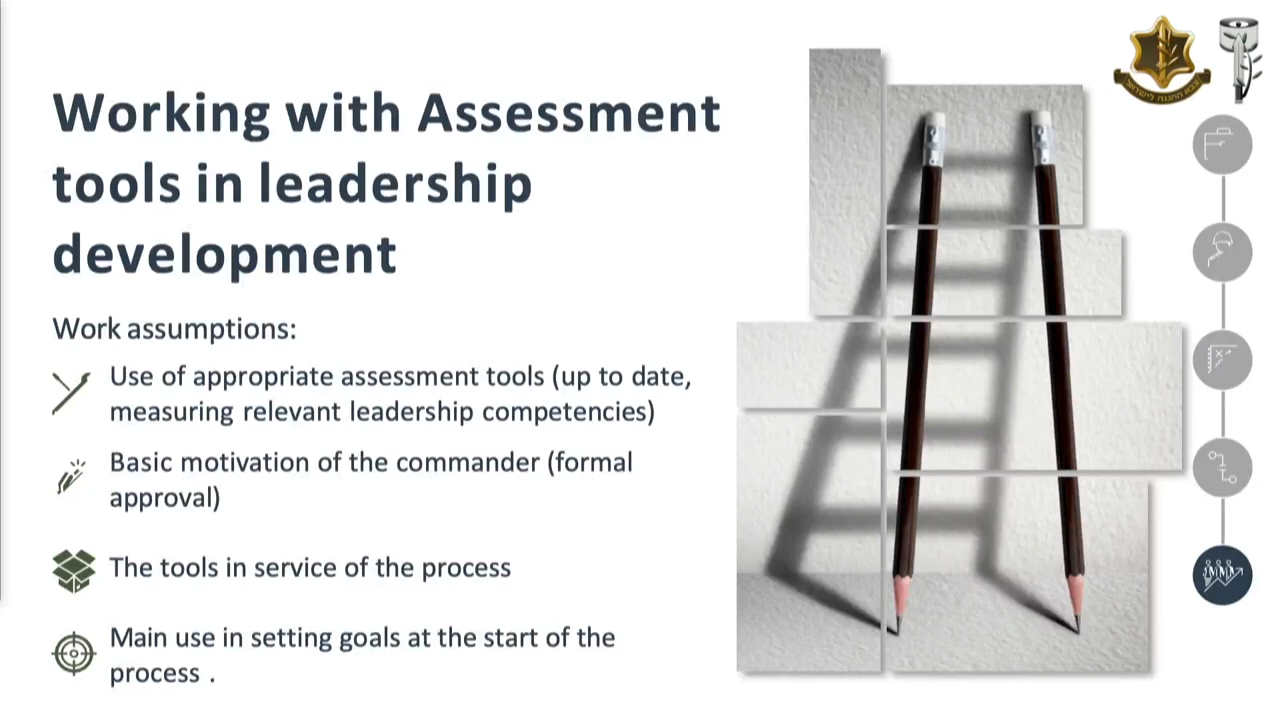 Working with Assessment
tools in leadership
development
Work assumptions:
Use of appropriate assessment tools (up to date,
measuring relevant leadership competencies)
Basic motivation of the commander (formal
approval)
The tools in service of the process
Main use in setting goals at the start of the
process .